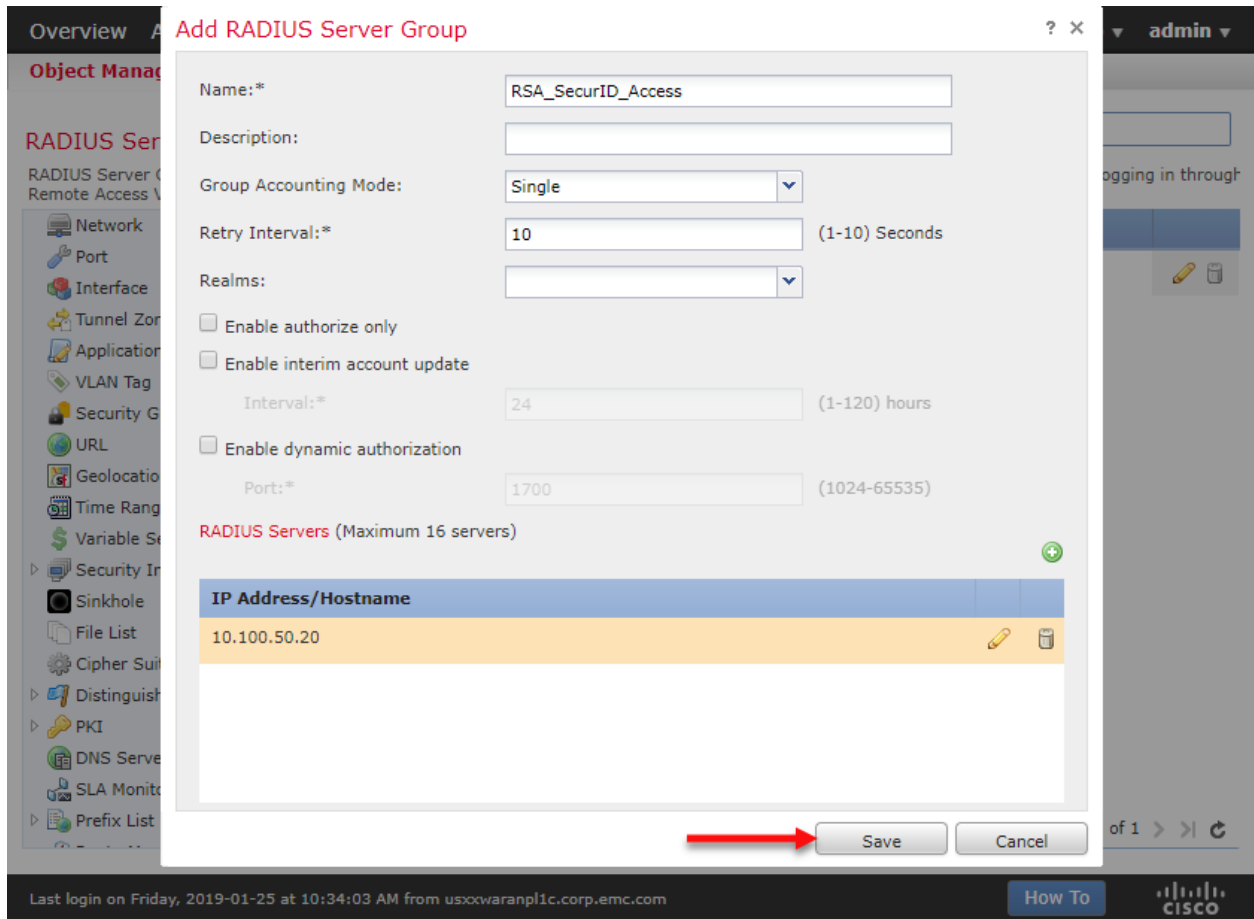 Overview
Add RADIUS Server Group
?
admin
Object Manag
Name:*
RSA_SecurID_Access
RADIUS Ser
Description:
RADIUS Server
Remote Access V
ogging in through
Group Accounting Mode:
Single
Network
Retry Interval:*
10
(1-10) Seconds
Port
Interface
Realms:
Tunnel Zon
Enable authorize only
Application
Enable interim account update
VLAN Tag
Interval:*
24
(1-120) hours
Security G
URL
Enable dynamic authorization
Geolocatio
Port:*
1700
(1024-65535)
Time Rang
RADIUS Servers (Maximum 16 servers)
Variable Se
Security In
Sinkhole
IP Address/Hostname
File List
10.100.50.20
Cipher Suit
Distinguish
PKI
DNS Serve
SLA Monito
Prefix List
of 1
Save
Cancel
Last login on Friday, 2019-01-25 at 10:34:03 AM from usxxwaranpl1c.corp.emc.com
How To
CISCO